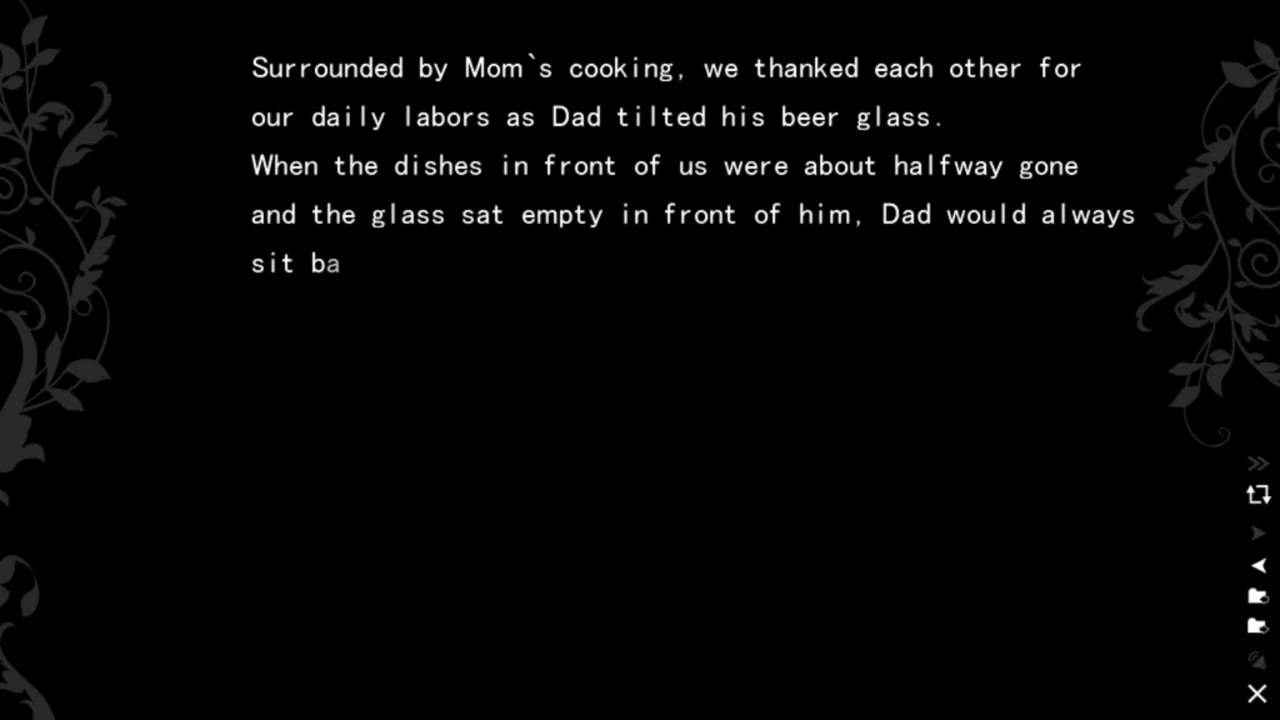 Surrounded by Mom`s cooking, we thanked each other for
our daily labors as Dad tilted his beer glass.
When the dishes in front of us were about halfway gone
and the glass sat empty in front of him, Dad would always
sit ba